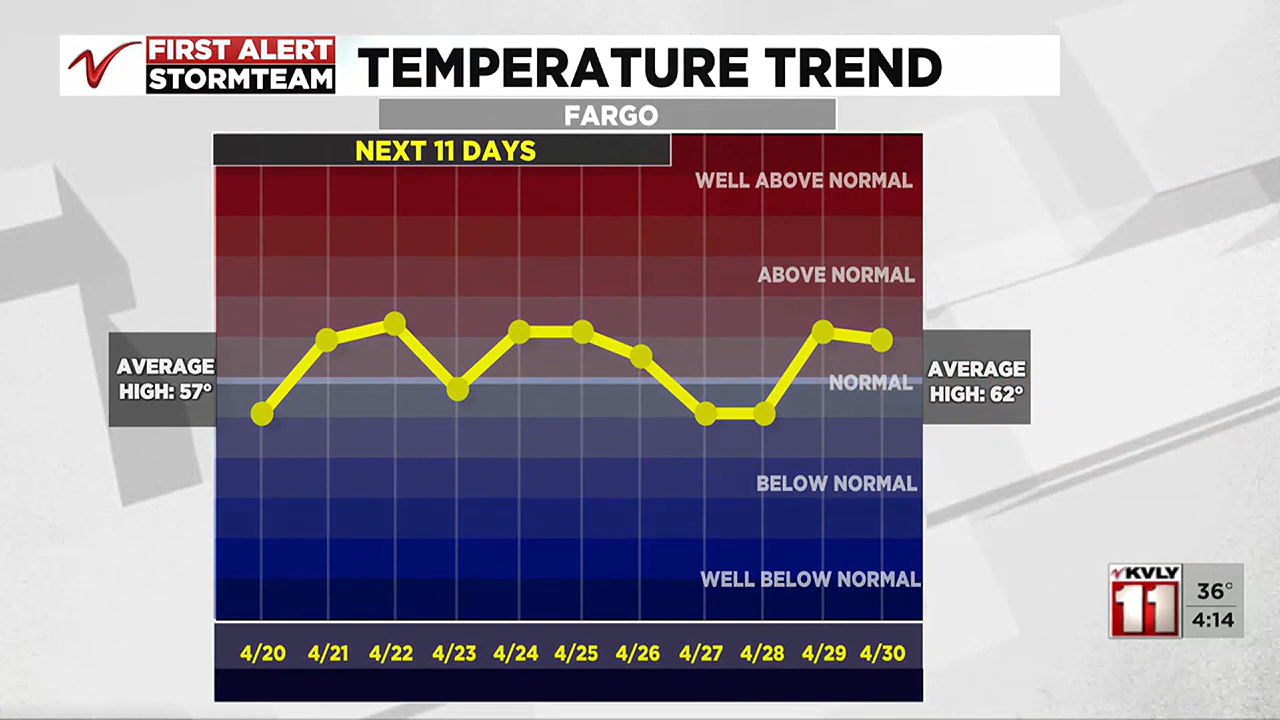 FIRST ALERT
STORMTEAM
TEMPERATURE TREND
FARGO
NEXT 11 DAYS
WELL ABOVE NORMAL
ABOVE NORMAL
AVERAGE
HIGH: 57°
NORMAL
AVERAGE
HIGH: 62°
BELOW NORMAL
WELL BELOW NORMAL
4/20 4/21 4/22 4/23 4/24 4/25 4/26 4/27 4/28 4/29 4/30
KVLY
11
36°
4:14